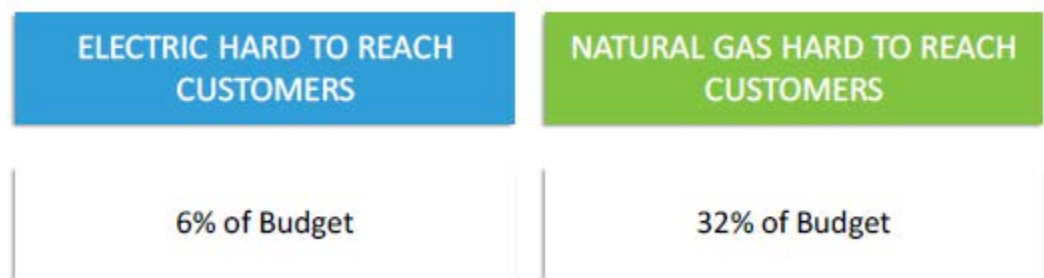 ELECTRIC HARD TO REACH
CUSTOMERS
NATURAL GAS HARD TO REACH
CUSTOMERS
6% of Budget
32% of Budget